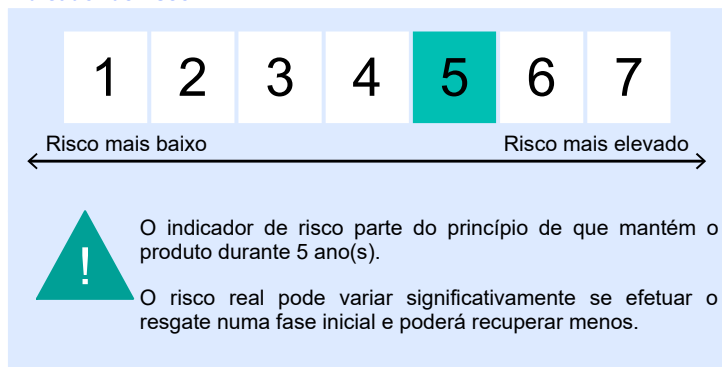 1 2 3 4 5 6 7
Risco mais baixo Risco mais elevado
!
O indicador de risco parte do princípio de que mantém o
produto durante 5 ano(s).
O risco real pode variar significativamente se efetuar o
resgate numa fase inicial e poderá recuperar menos.